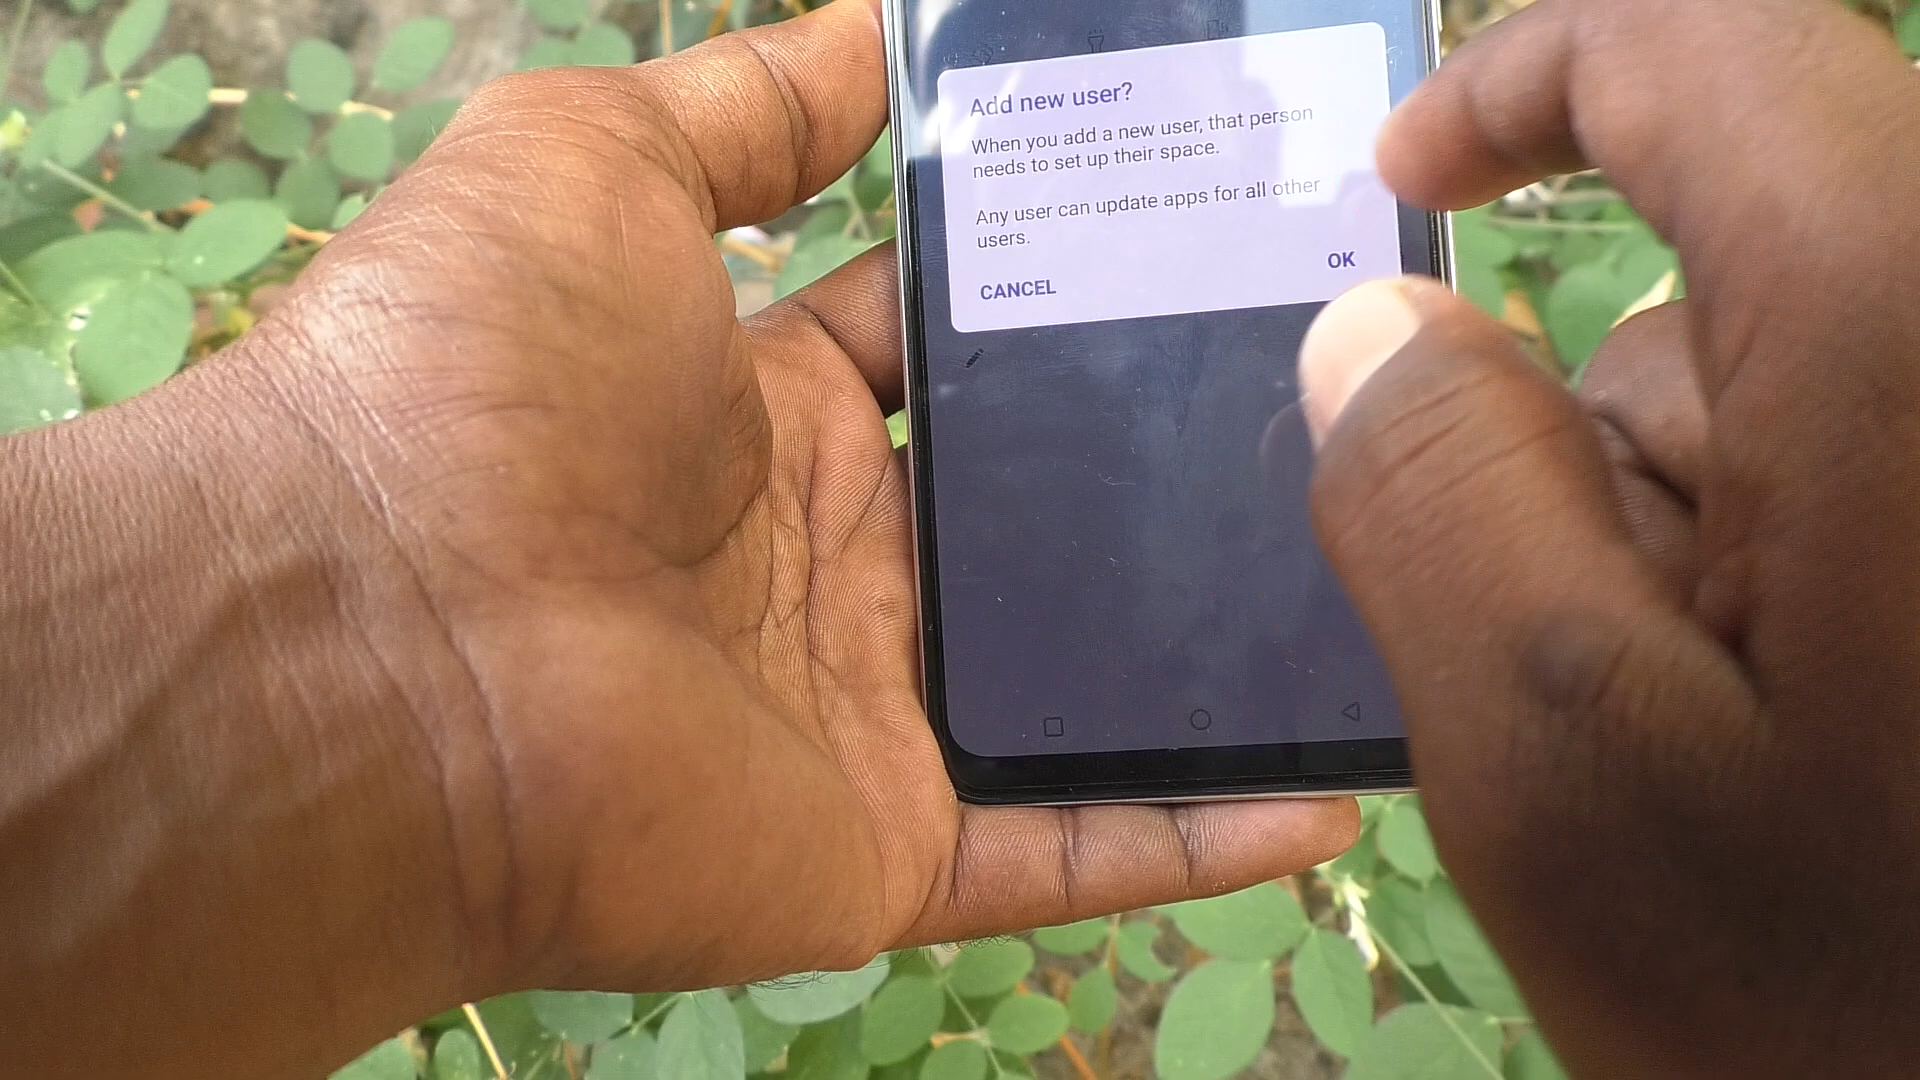 Add new user?
When you add a new user, that person
needs to set up their space.
Any user can update apps for all other
users.
CANCEL
OK